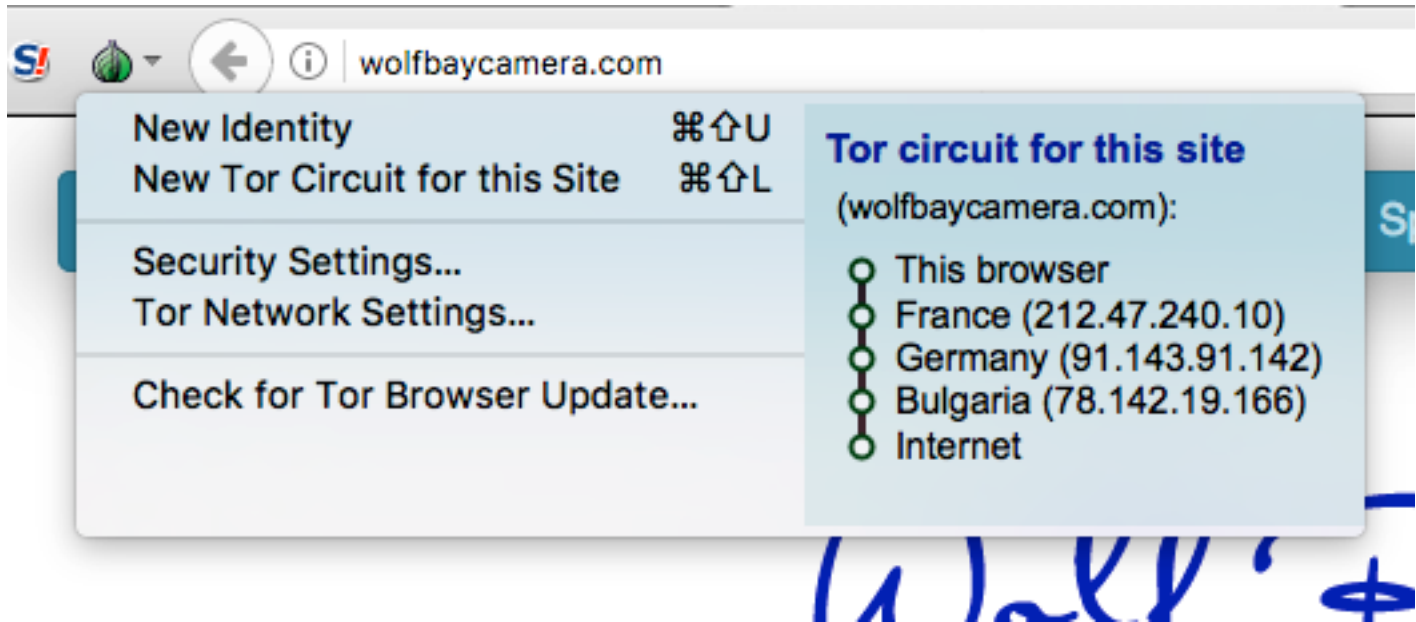 S!
wolfbaycamera.com
New Identity ⌘⇧U
New Tor Circuit for this Site ⌘⇧L
Security Settings...
Tor Network Settings...
Check for Tor Browser Update...
Tor circuit for this site
(wolfbaycamera.com):
This browser
France (212.47.240.10)
Germany (91.143.91.142)
Bulgaria (78.142.19.166)
Internet
Sp
Wolf